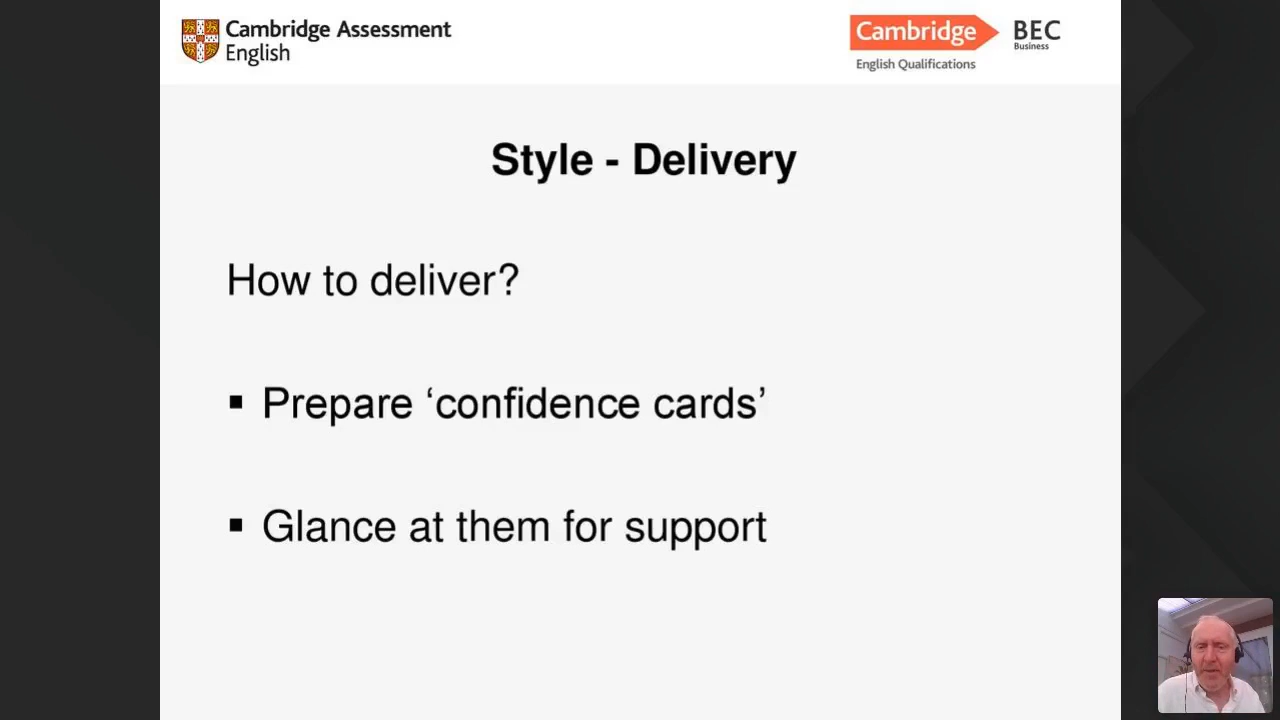 Cambridge Assessment
English
Cambridge
English Qualifications
BEC
Business
Style - Delivery
How to deliver?
▪ Prepare ‘confidence cards’
▪ Glance at them for support